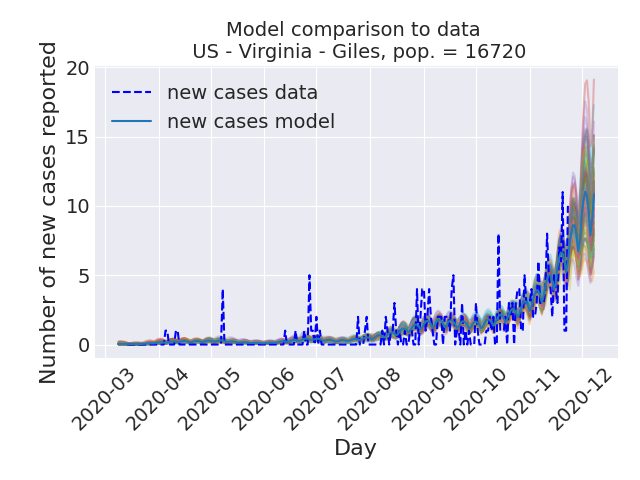 Model comparison to data
US - Virginia - Giles, pop. = 16720
Number of new cases reported
20
15
10
5
0
new cases data
new cases model
2020-03
2020-04
2020-05
2020-06
2020-07
2020-08
2020-09
2020-10
2020-11
2020-12
Day